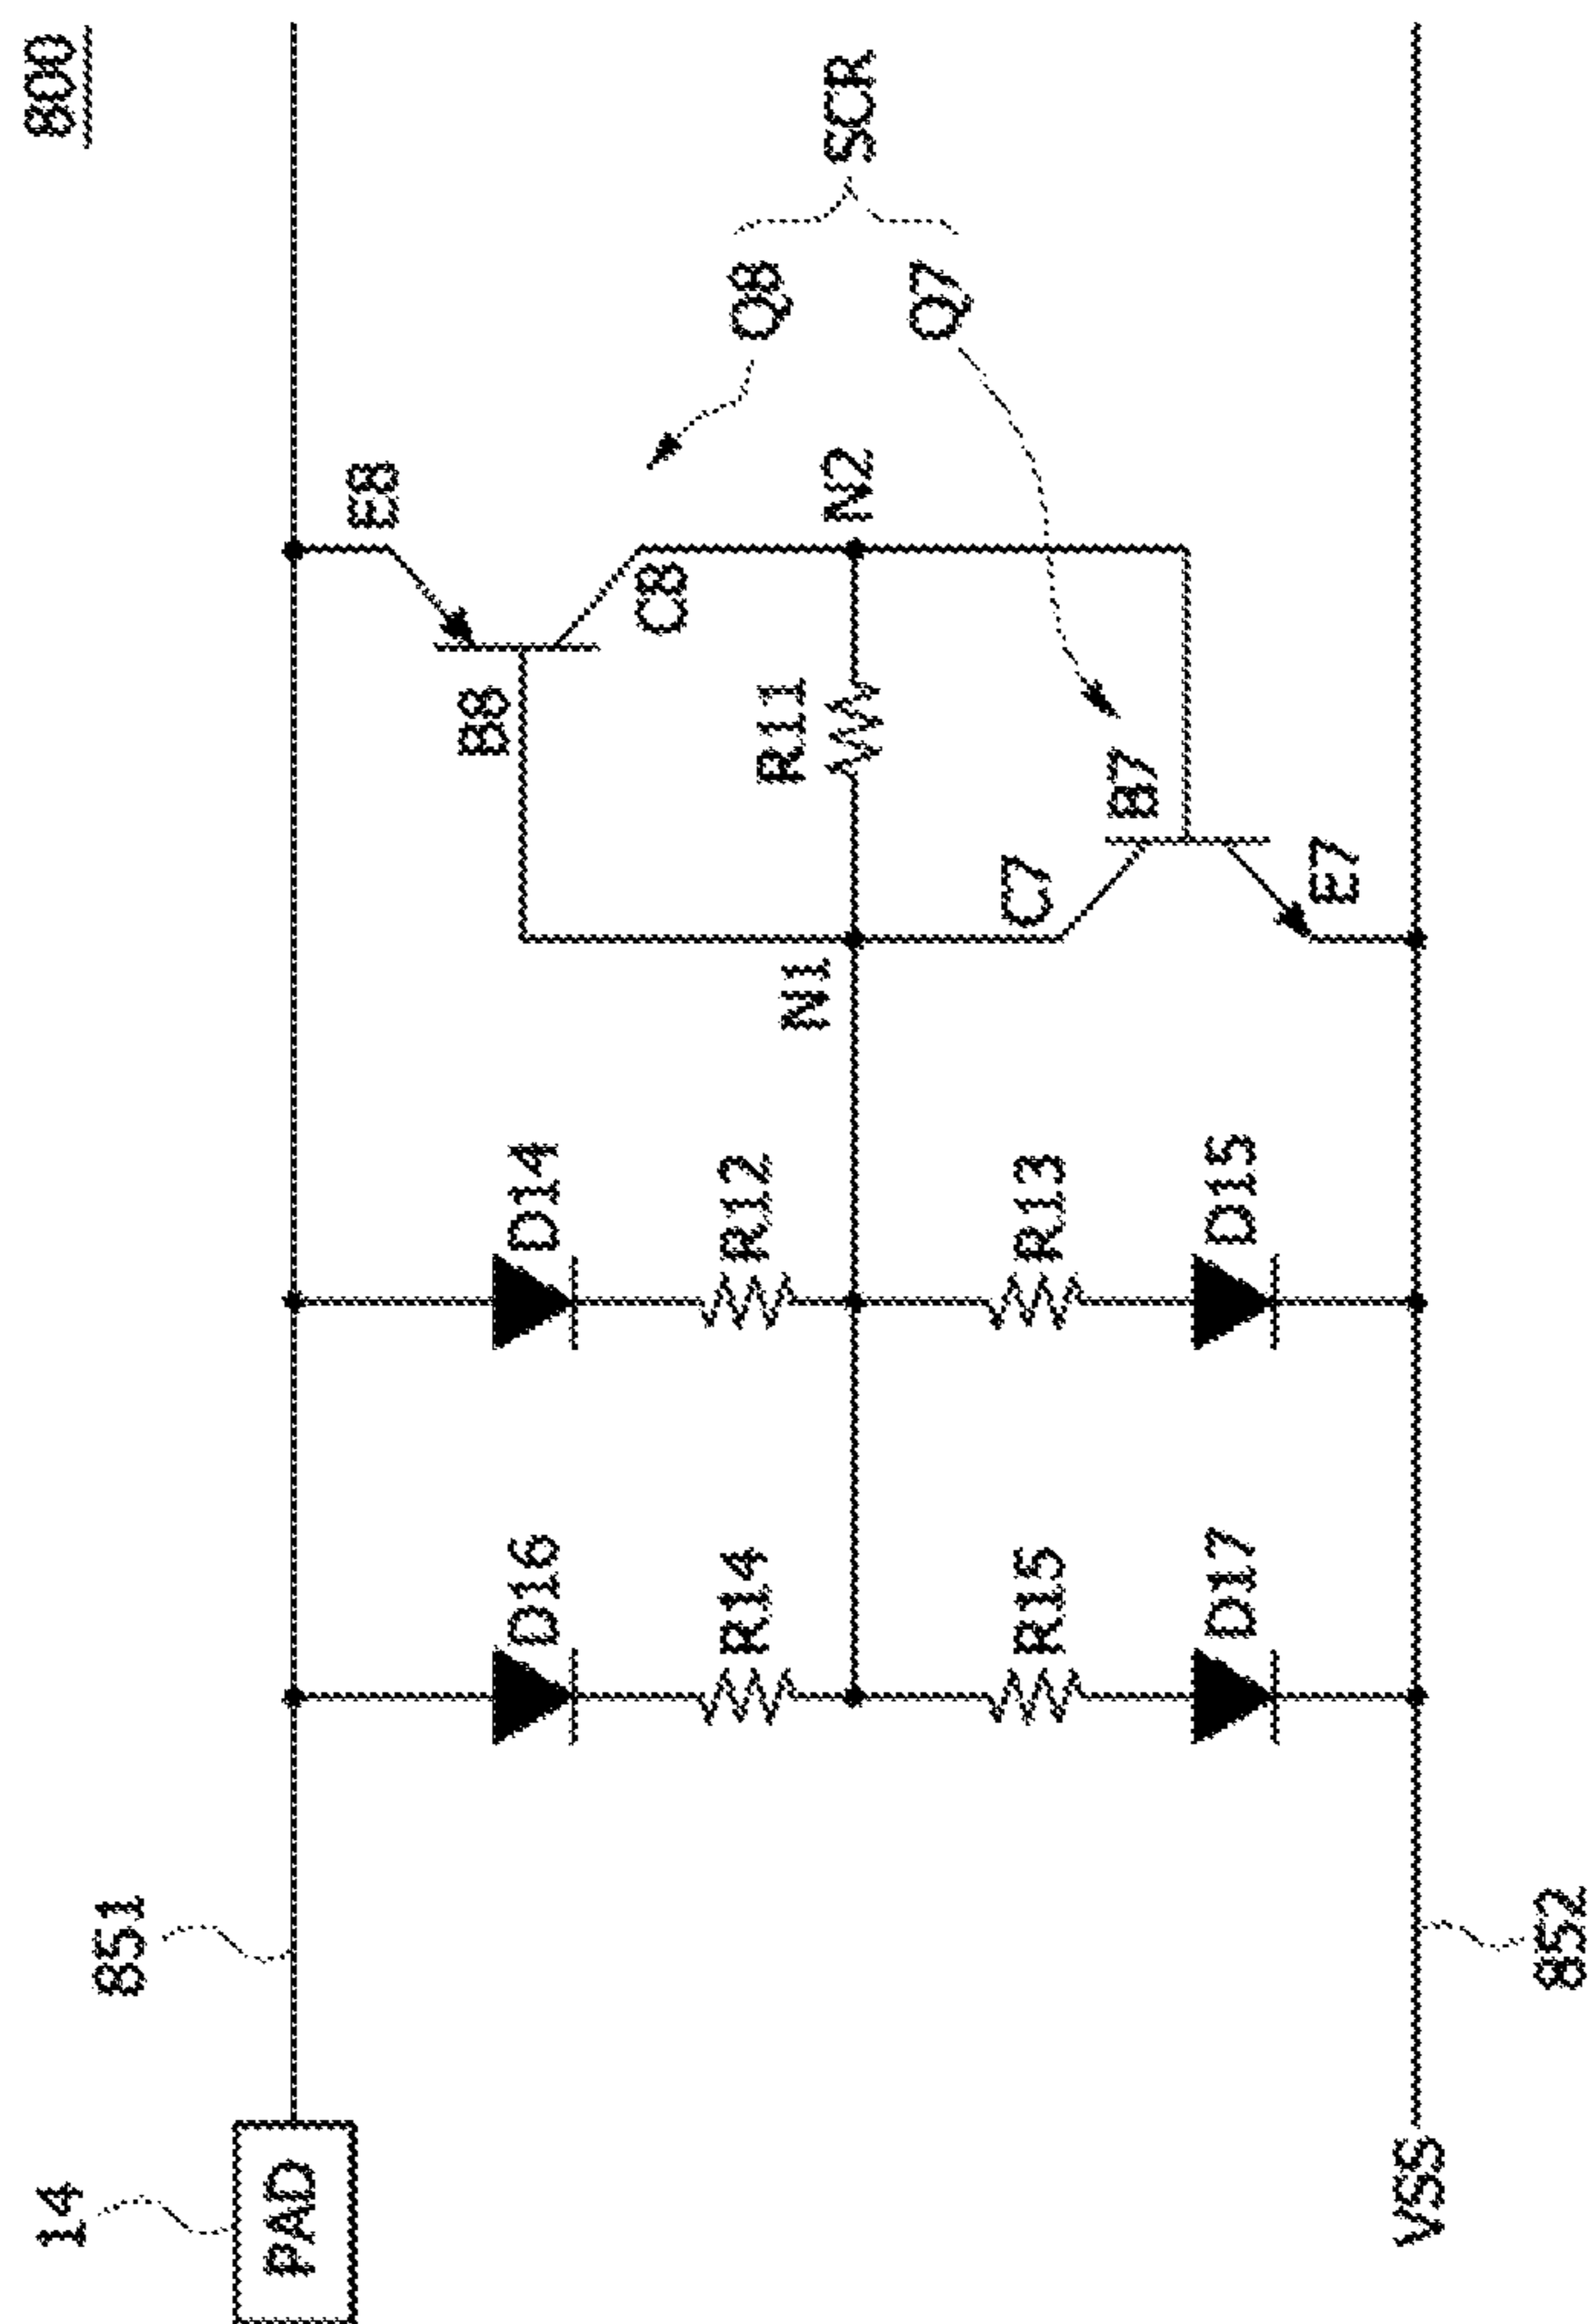 800
14
PAD
851
D16
D14
E8
B8
C8
Q8
Q7
SCR
R14
R12
N1
R11
N2
R15
R13
C7
B7
D17
D15
E7
VSS
852